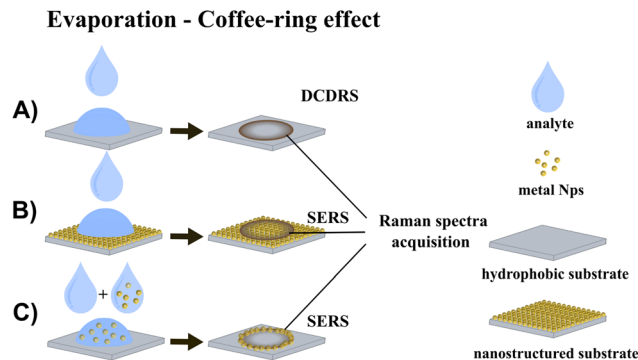 Evaporation - Coffee-ring effect
A)
DCDRS
analyte
metal Nps
B)
SERS
Raman spectra
acquisition
hydrophobic substrate
C)
+
SERS
nanostructured substrate